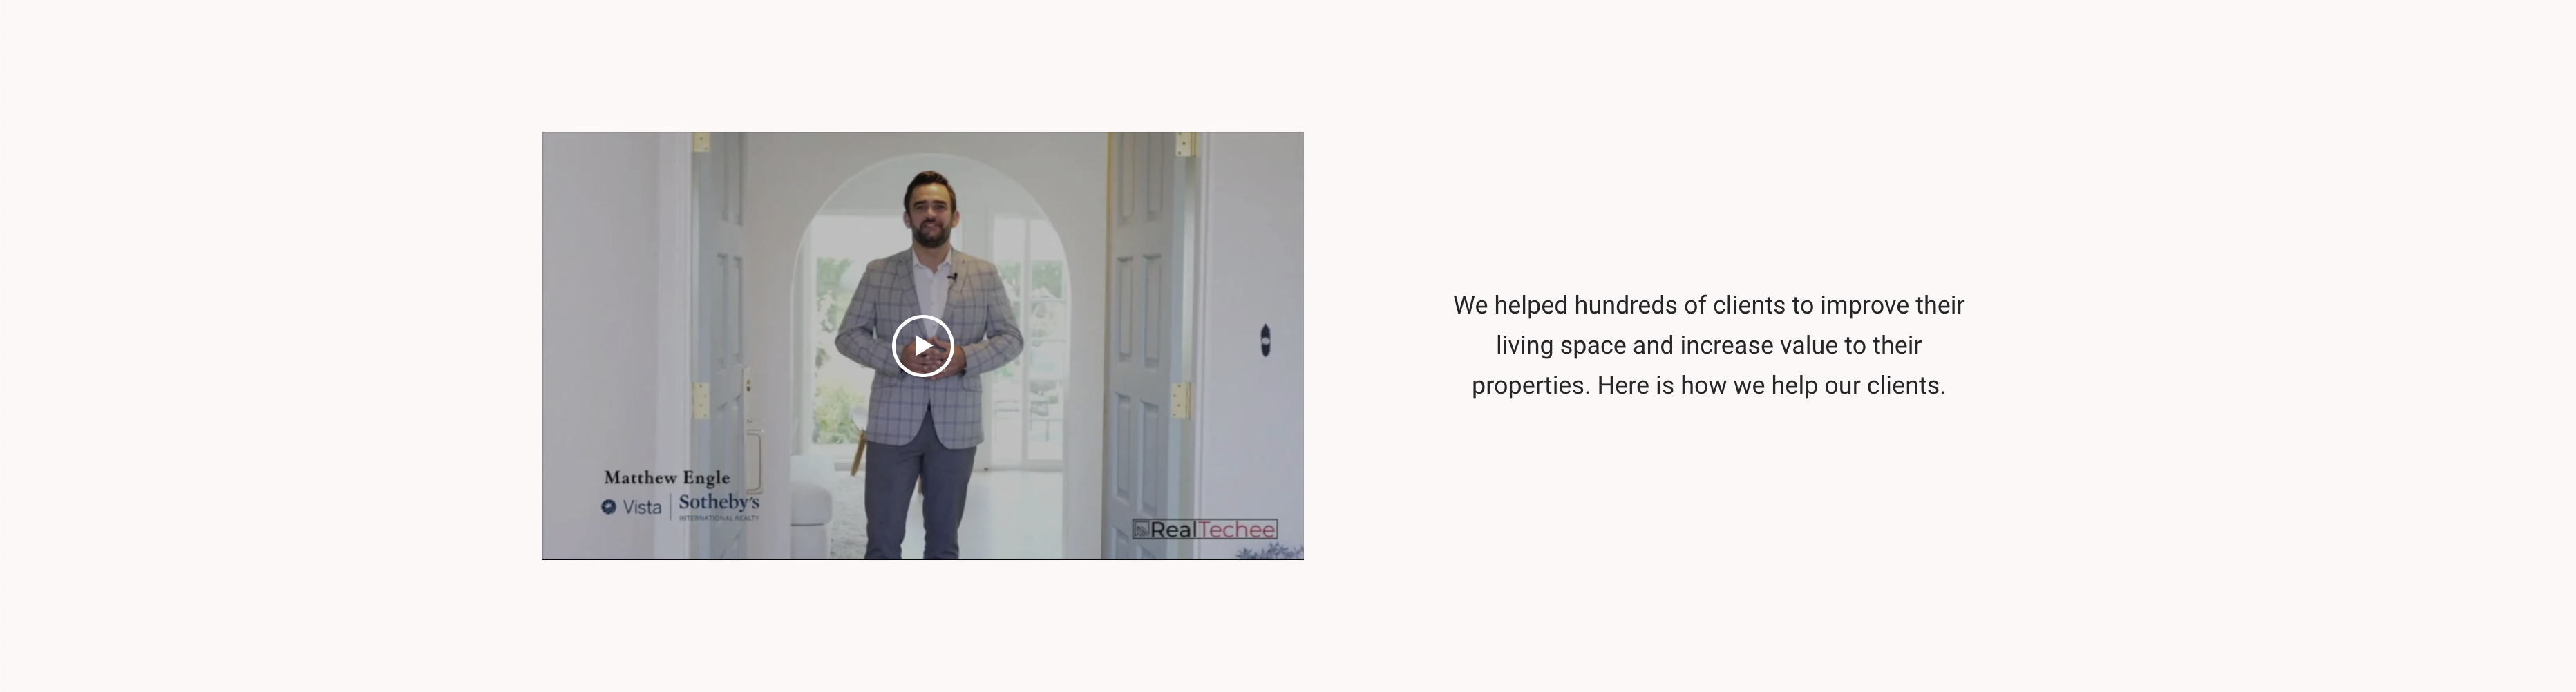 Matthew Engle
Vista | Sotheby's
INTERNATIONAL REALTY
RealTechee
We helped hundreds of clients to improve their
living space and increase value to their
properties. Here is how we help our clients.